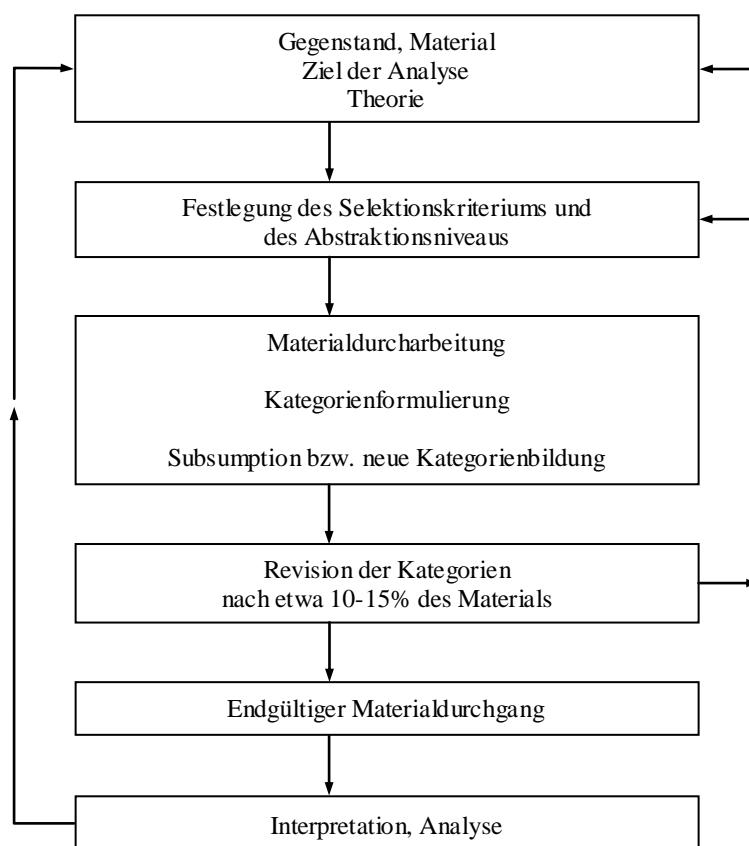 Gegenstand, Material
Ziel der Analyse
Theorie
Festlegung des Selektionskriteriums und
des Abstraktionsniveaus
Materialdurcharbeitung
Kategorienformulierung
Subsumption bzw. neue Kategorienbildung
Revision der Kategorien
nach etwa 10-15% des Materials
Endgültiger Materialdurchgang
Interpretation, Analyse